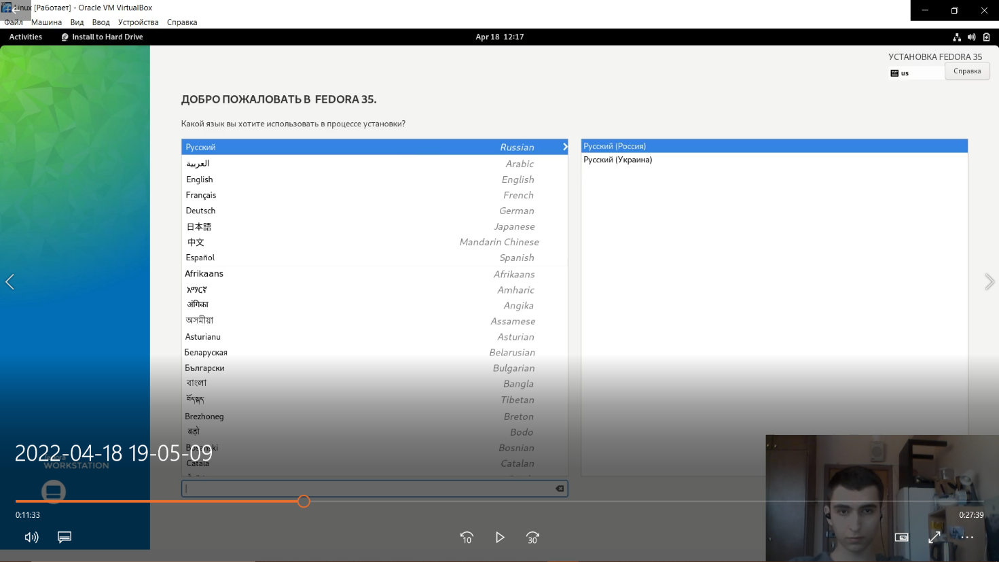 Linux [Работает] - Oracle VM VirtualBox
Файл Машина Вид Ввод Устройства Справка
Activities Install to Hard Drive Apr 18 12:17
УСТАНОВКА FEDORA 35
us Справка
ДОБРО ПОЖАЛОВАТЬ В FEDORA 35.
Какой язык вы хотите использовать в процессе установки?
Русский Russian Русский (Россия)
العربية Arabic Русский (Украина)
English English
Français French
Deutsch German
日本語 Japanese
中文 Mandarin Chinese
Español Spanish
Afrikaans Afrikaans
አማርኛ Amharic
अंगिका Angika
অসমীয়া Assamese
Asturianu Asturian
Беларуская Belarusian
Български Bulgarian
বাংলা Bangla
བོད་སྐད་ Tibetan
Brezhoneg Breton
बड़ो Bodo
Bosanski Bosnian
2022-04-18 19-05-09
Català Catalan
WORKSTATION
0:11:33 0:27:39
10 30